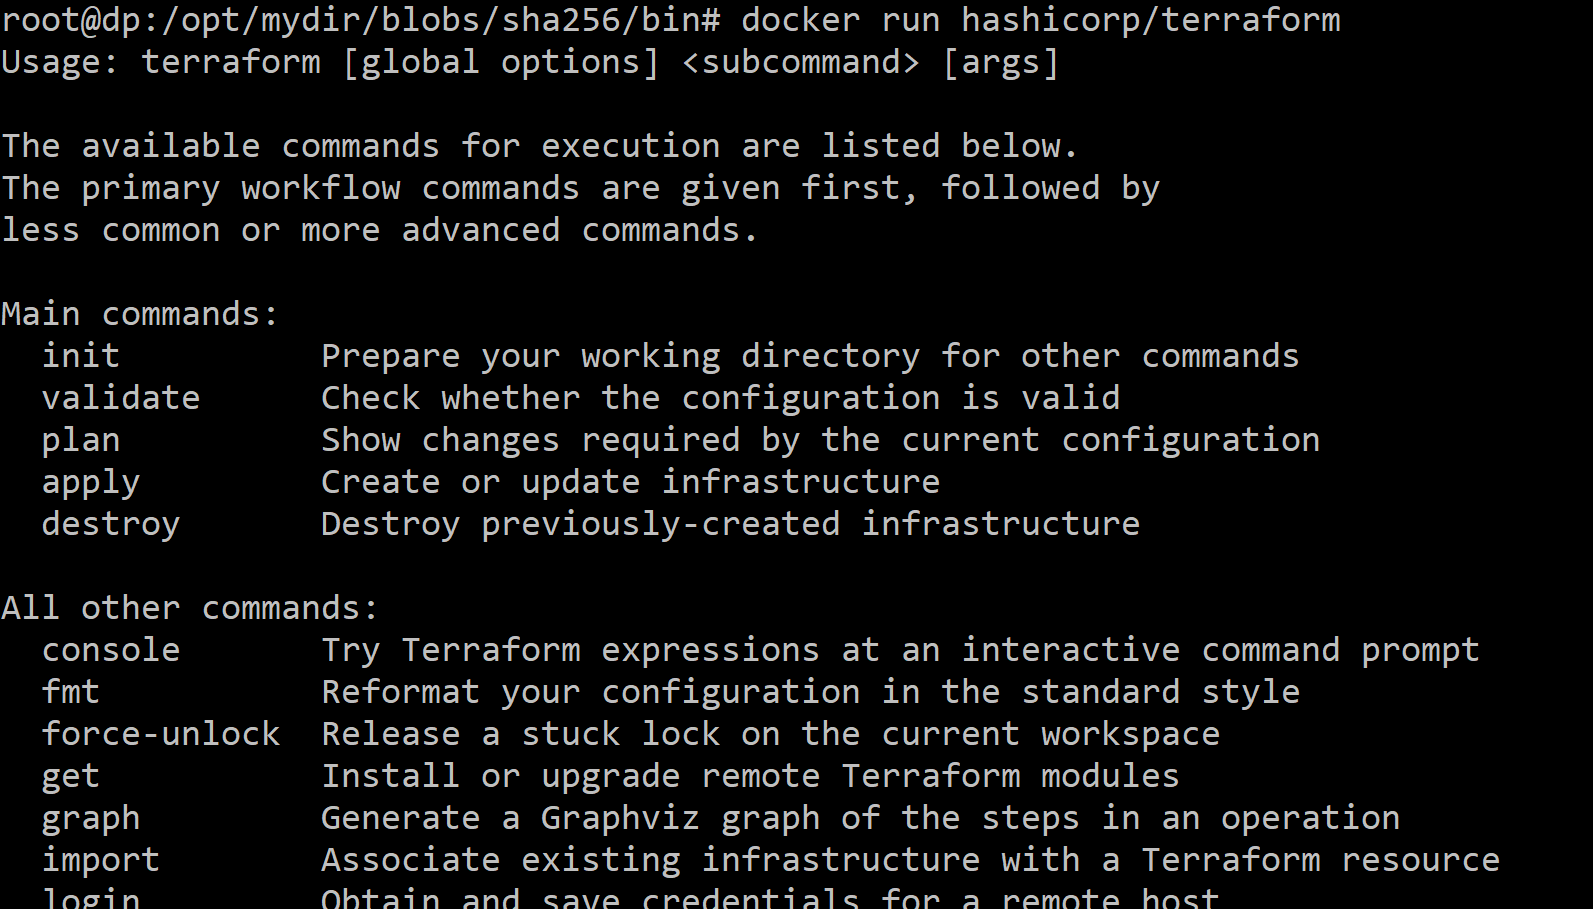 root@dp:/opt/mydir/blobs/sha256/bin# docker run hashicorp/terraform
Usage: terraform [global options] <subcommand> [args]

The available commands for execution are listed below.
The primary workflow commands are given first, followed by
less common or more advanced commands.

Main commands:
  init          Prepare your working directory for other commands
  validate      Check whether the configuration is valid
  plan          Show changes required by the current configuration
  apply         Create or update infrastructure
  destroy       Destroy previously-created infrastructure

All other commands:
  console       Try Terraform expressions at an interactive command prompt
  fmt           Reformat your configuration in the standard style
  force-unlock  Release a stuck lock on the current workspace
  get           Install or upgrade remote Terraform modules
  graph         Generate a Graphviz graph of the steps in an operation
  import        Associate existing infrastructure with a Terraform resource
  login         Obtain and save credentials for a remote host